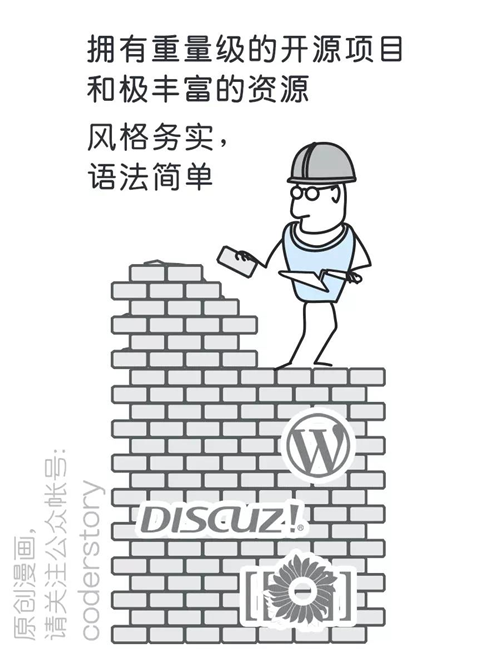 拥有重量级的开源项目
和极丰富的资源
风格务实，
语法简单
W
DISCUZ!®
原创漫画，
请关注公众帐号：
coderstory